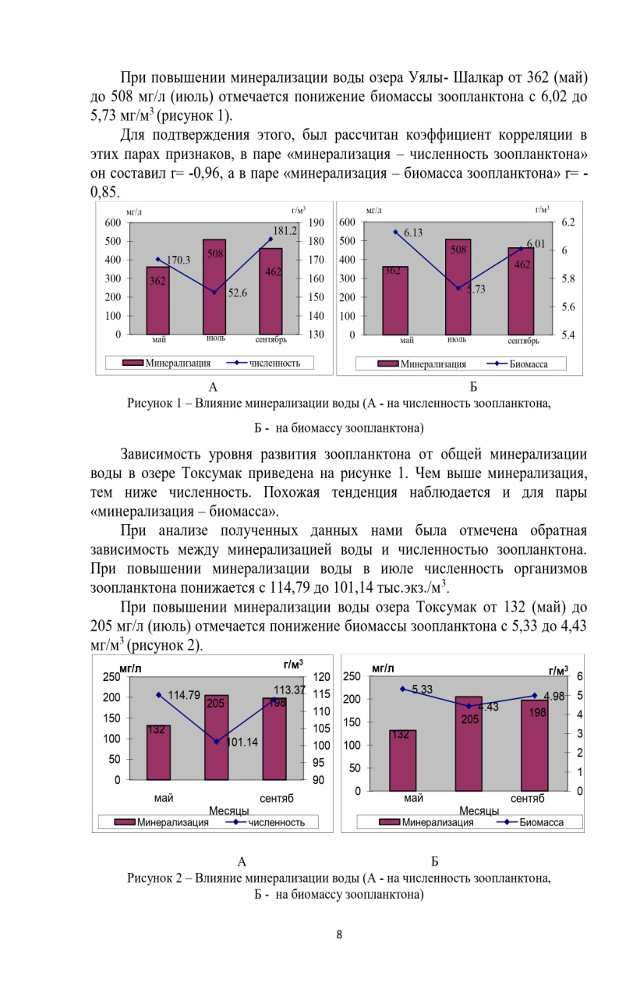 При повышении минерализации воды озера Уялы- Шалкар от 362 (май)
до 508 мг/л (июль) отмечается понижение биомассы зоопланктона с 6,02 до
5,73 мг/м³ (рисунок 1).
Для подтверждения этого, был рассчитан коэффициент корреляции в
этих парах признаков, в паре «минерализация – численность зоопланктона»
он составил r= -0,96, а в паре «минерализация – биомасса зоопланктона» r= -
0,85.
мг/л г/м³
600 190
500 180
400 170
300 160
200 150
100 140
0 130
181.2
170.3
508
462
362
52.6
май июль сентябрь
Минерализация численность
мг/л г/м³
600 6.2
500 6
400 5.8
300
200 5.6
100
0 5.4
6.13
6.01
508
462
362
5.73
май июль сентябрь
Минерализация Биомасса
А Б
Рисунок 1 – Влияние минерализации воды (А - на численность зоопланктона,
Б - на биомассу зоопланктона)
Зависимость уровня развития зоопланктона от общей минерализации
воды в озере Токсумак приведена на рисунке 1. Чем выше минерализация,
тем ниже численность. Похожая тенденция наблюдается и для пары
«минерализация – биомасса».
При анализе полученных данных нами была отмечена обратная
зависимость между минерализацией воды и численностью зоопланктона.
При повышении минерализации воды в июле численность организмов
зоопланктона понижается с 114,79 до 101,14 тыс.экз./м³.
При повышении минерализации воды озера Токсумак от 132 (май) до
205 мг/л (июль) отмечается понижение биомассы зоопланктона с 5,33 до 4,43
мг/м³ (рисунок 2).
мг/л г/м³
250 120
200 115
150 110
100 105
50 100
0 95
90
114.79
113.37
205
198
132
101.14
май сентяб
Месяцы
Минерализация численность
мг/л г/м³
250 6
200 5
150 4
100 3
50 2
0 1
0
5.33
4.98
4.43
205
198
132
май сентяб
Месяцы
Минерализация Биомасса
А Б
Рисунок 2 – Влияние минерализации воды (А - на численность зоопланктона,
Б - на биомассу зоопланктона)
8